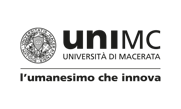 unimc
UNIVERSITÀ DI MACERATA
l'umanesimo che innova